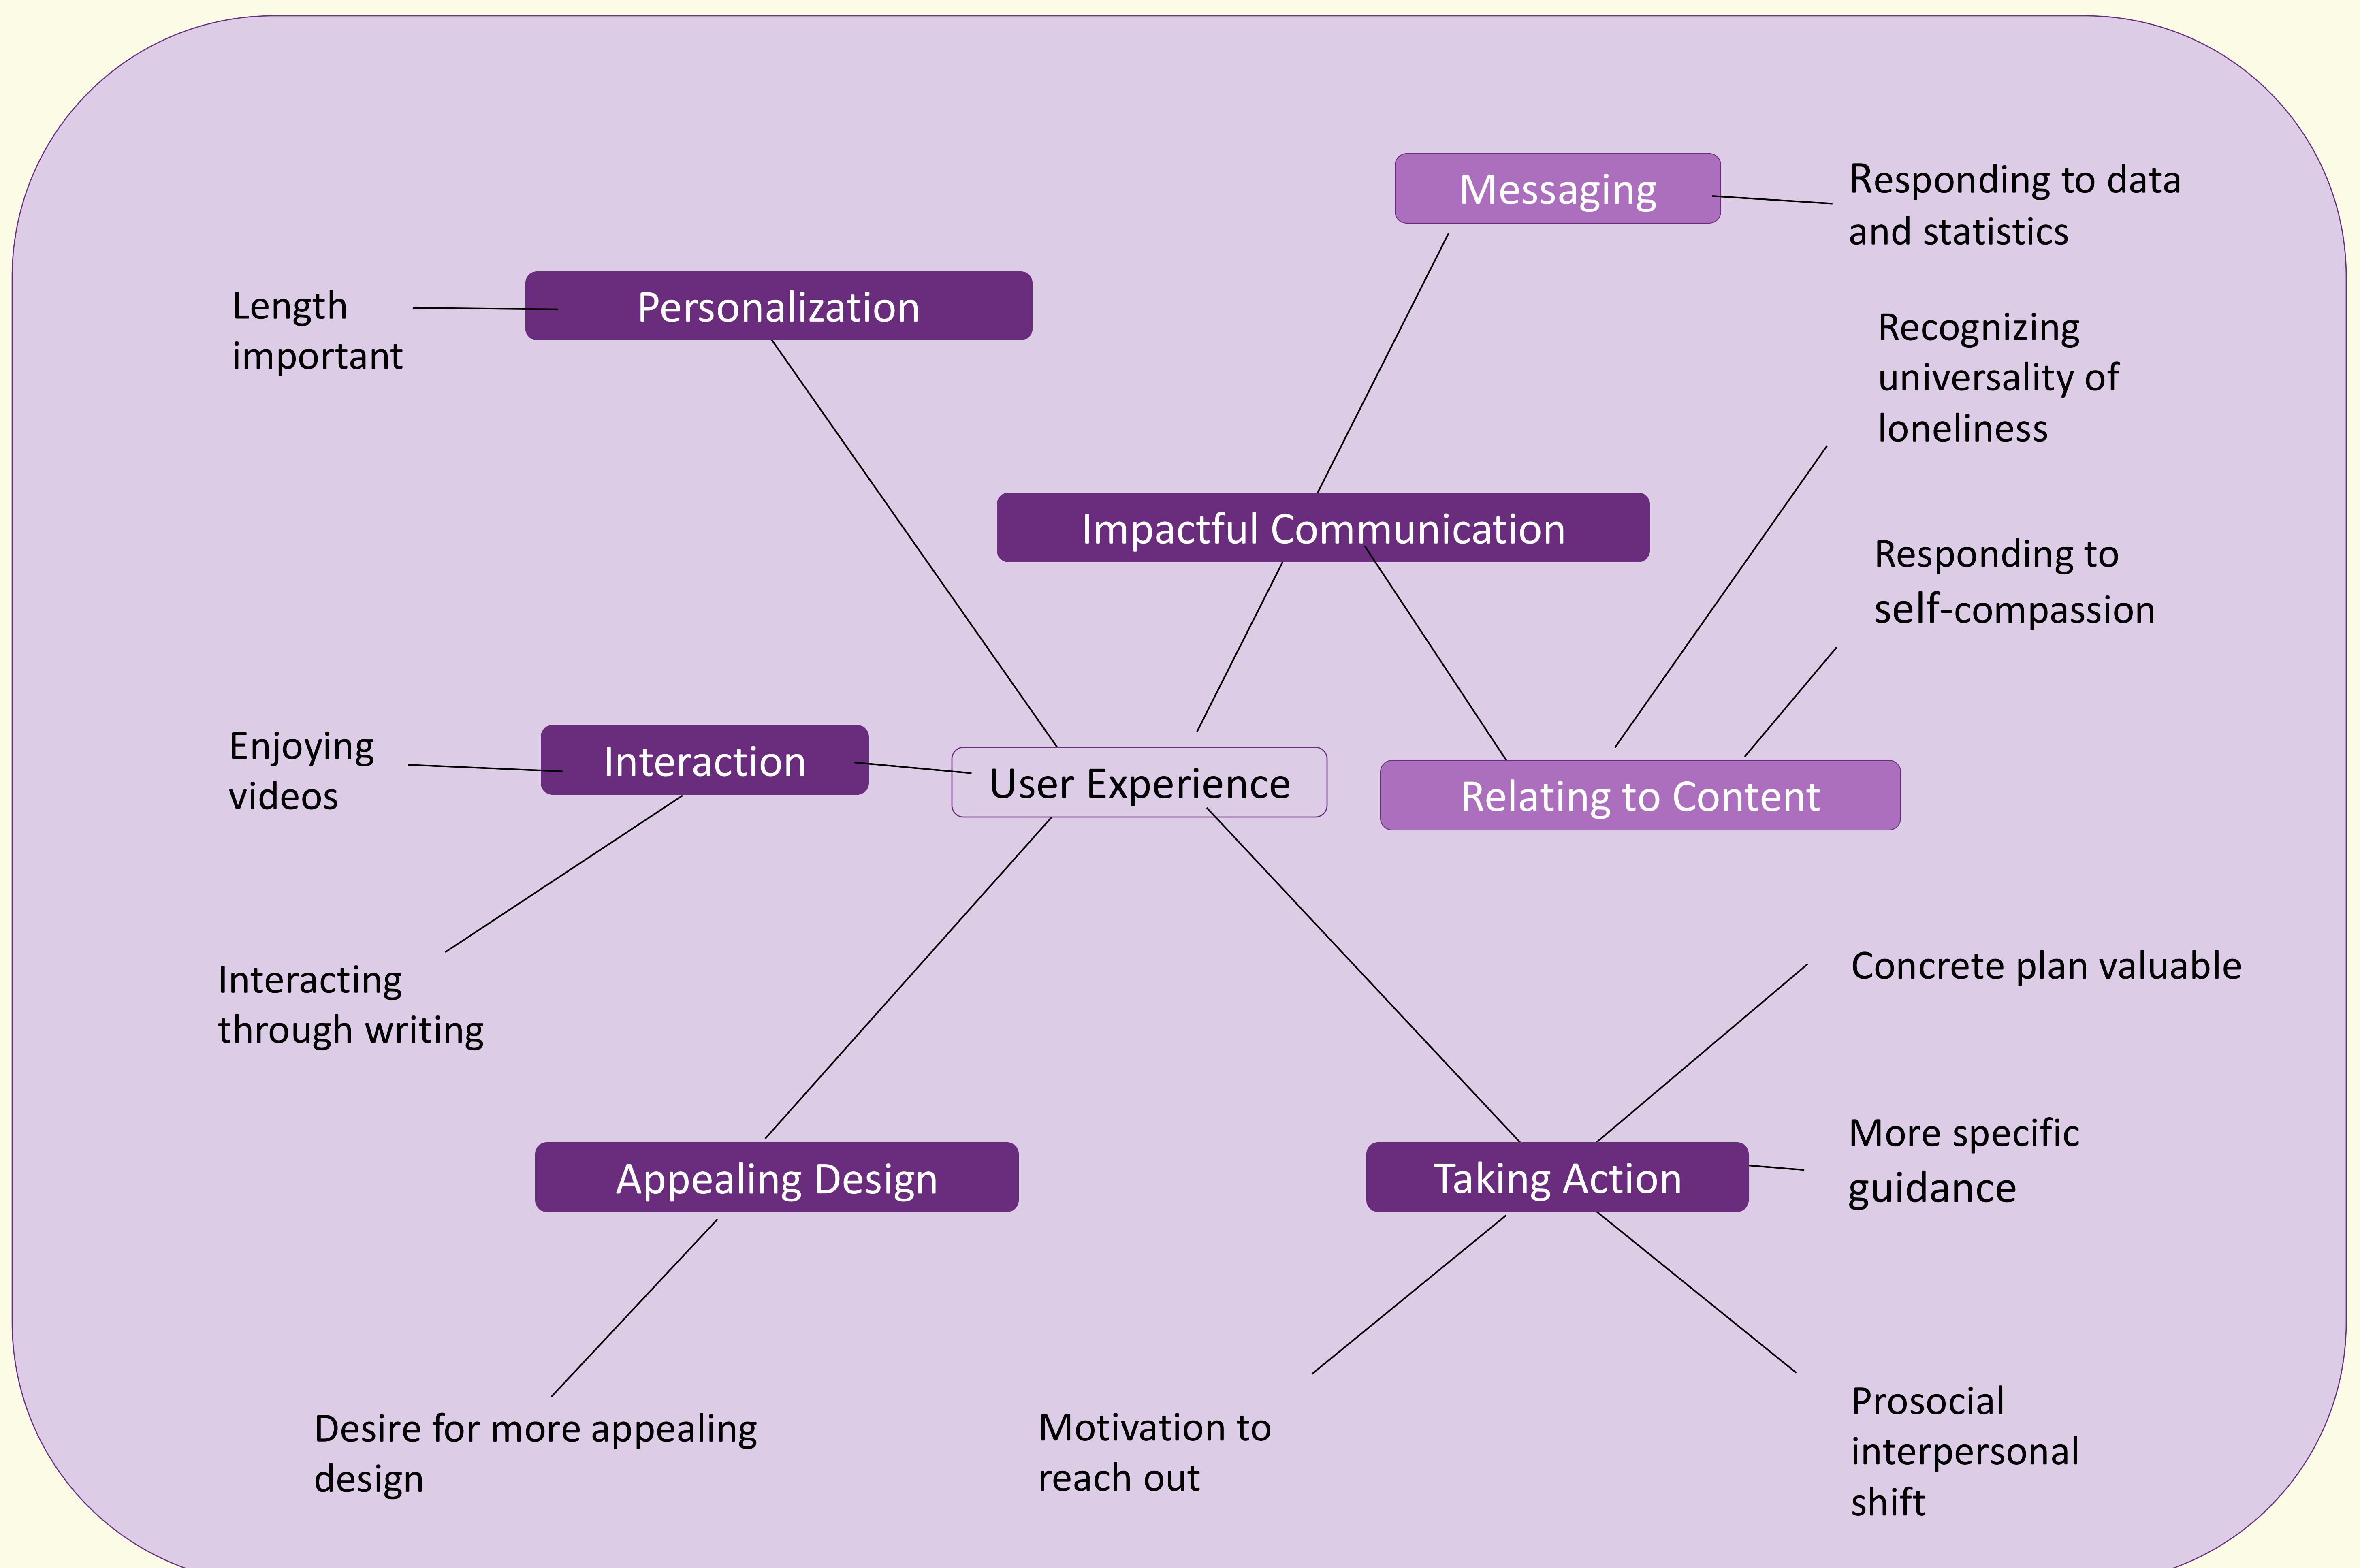 Messaging
Responding to data
and statistics
Length
important
Personalization
Recognizing
universality of
loneliness
Impactful Communication
Responding to
self-compassion
Enjoying
videos
Interaction
User Experience
Relating to Content
Interacting
through writing
Concrete plan valuable
Appealing Design
Taking Action
More specific
guidance
Desire for more appealing
design
Motivation to
reach out
Prosocial
interpersonal
shift